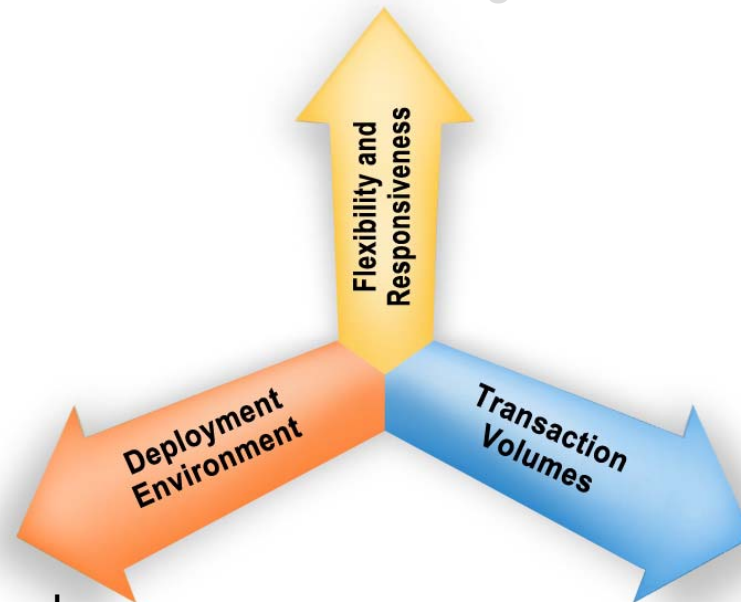 Flexibility and
Responsiveness
Deployment
Environment
Transaction
Volumes